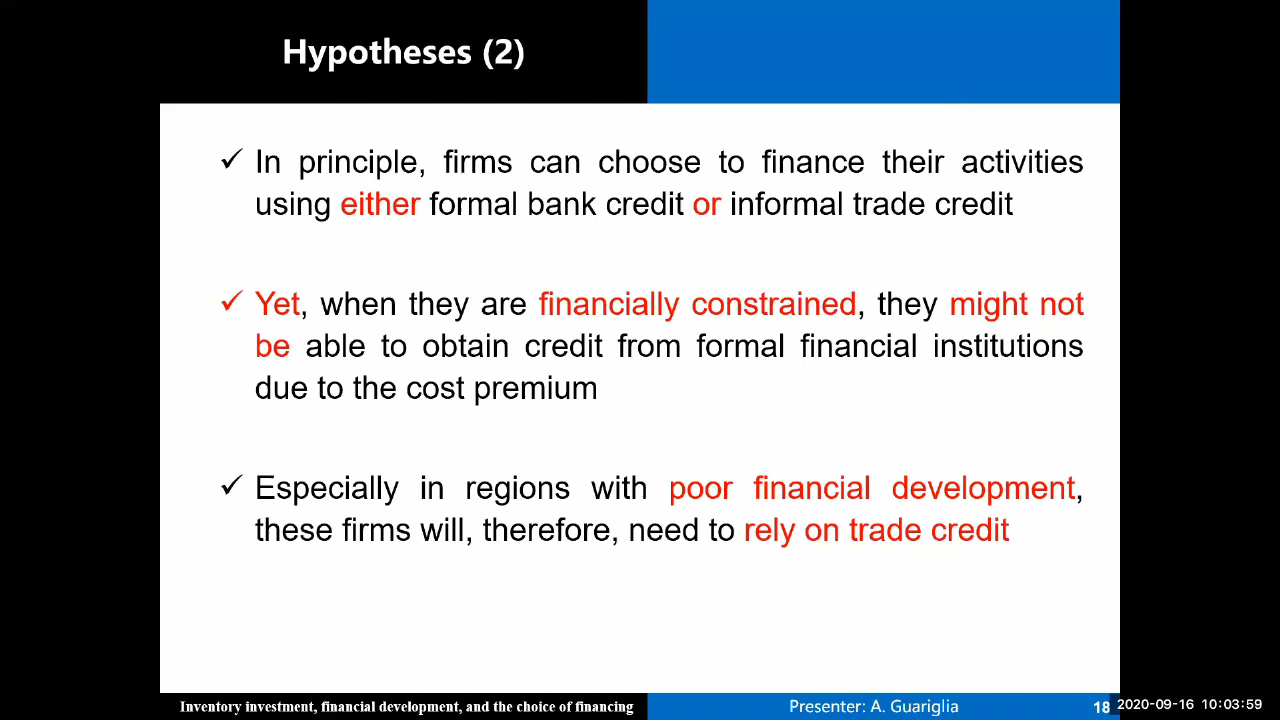 Hypotheses (2)
✓ In principle, firms can choose to finance their activities
using either formal bank credit or informal trade credit
✓ Yet, when they are financially constrained, they might not
be able to obtain credit from formal financial institutions
due to the cost premium
✓ Especially in regions with poor financial development,
these firms will, therefore, need to rely on trade credit
Inventory investment, financial development, and the choice of financing
Presenter: A. Guariglia
18
2020-09-16 10:03:59